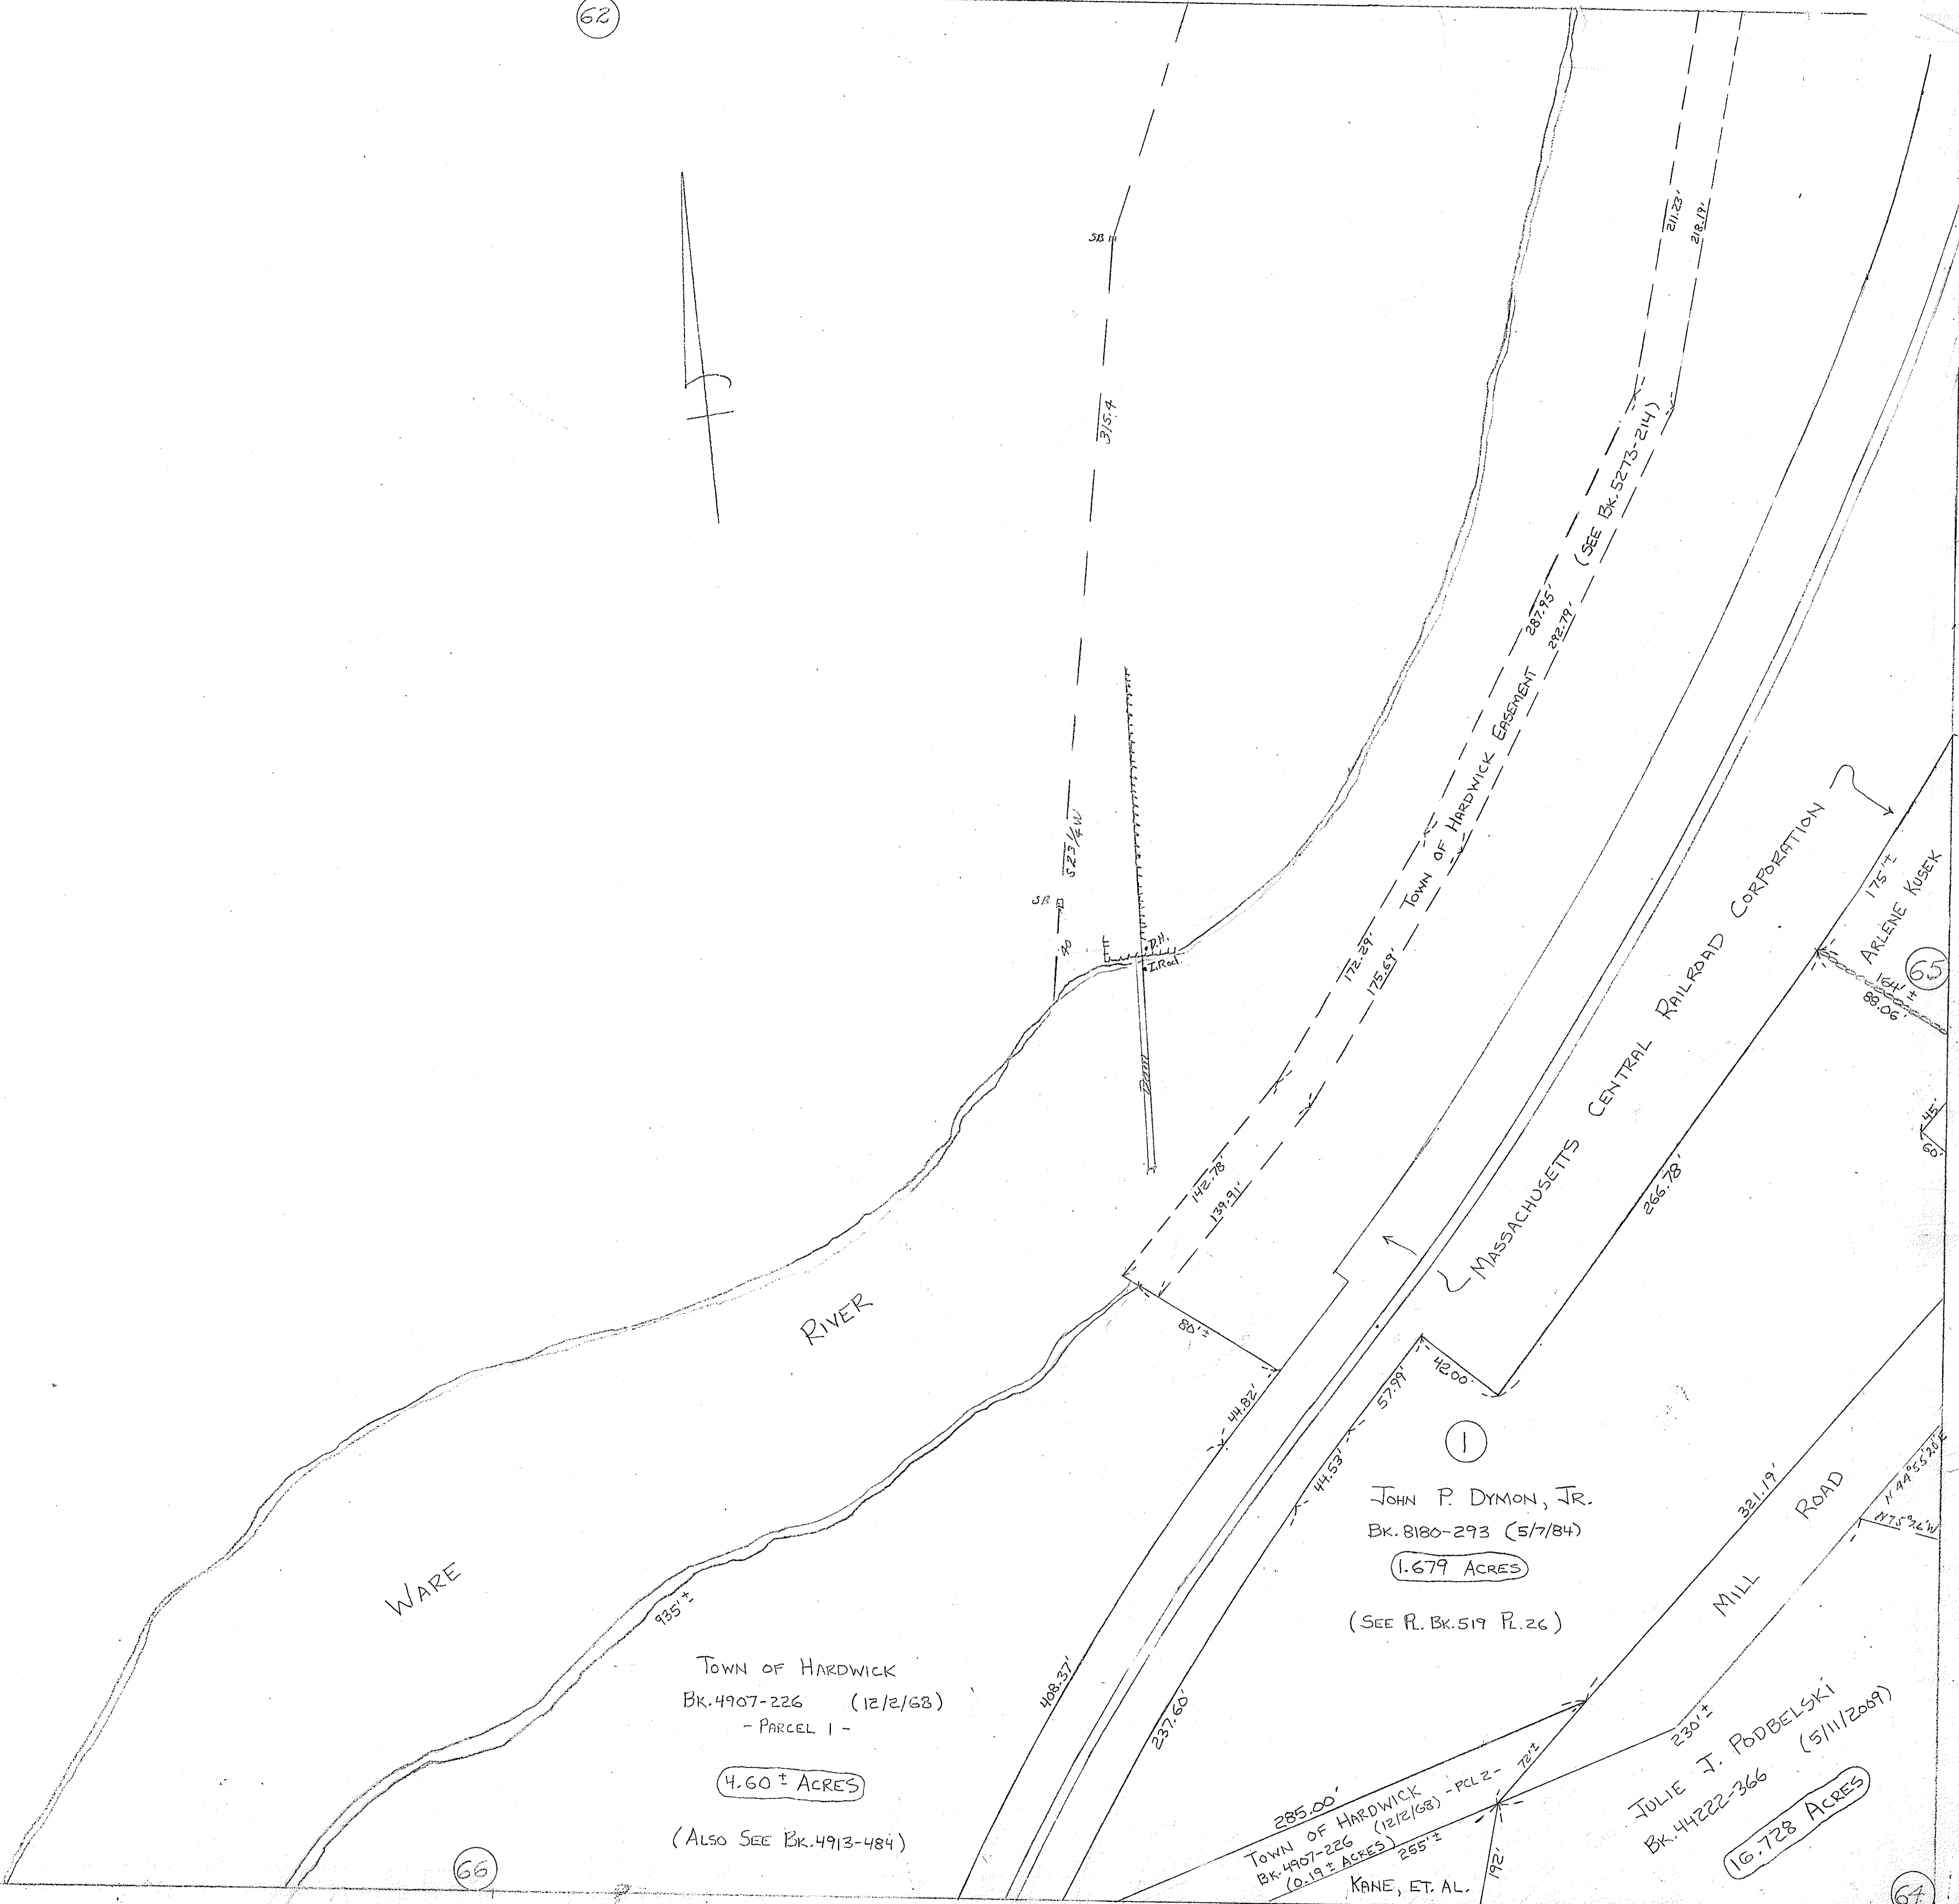 62
SB
315.4
S23 1/4 W
SB
40
D.H.
I.Rod.
211.23'
218.19'
(SEE BK.5273-214)
287.95'
292.79'
TOWN OF HARDWICK EASEMENT
172.29'
175.69'
142.78'
139.91'
MASSACHUSETTS CENTRAL RAILROAD CORPORATION
175'±
ARLENE KUSEK
65
164'±
88.06'
45'
60'
266.78'
80'±
44.82'
42.00'
57.99'
44.53'
1
JOHN P. DYMON, JR.
BK.8180-293 (5/7/84)
1.679 ACRES
(SEE PL.BK.519 PL.26)
321.19'
MILL ROAD
N44°55'28"E
N75°36'W
WARE RIVER
935'±
TOWN OF HARDWICK
BK.4907-226 (12/2/68)
- PARCEL 1 -
4.60± ACRES
(ALSO SEE BK.4913-484)
408.37'
237.60'
285.00'
TOWN OF HARDWICK -PCL 2-
BK.4907-226 (12/2/68)
(0.19± ACRES)
72'±
255'±
KANE, ET. AL.
192'
230'±
JULIE J. PODBELSKI
BK.44222-366 (5/11/2009)
16.728 ACRES
66
64